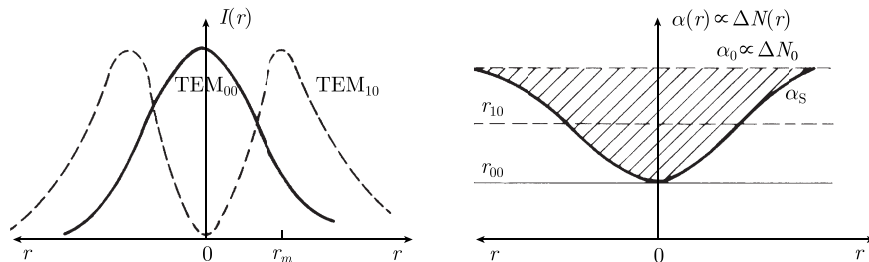 I(r)
TEM₀₀
TEM₁₀
r
0
rₘ
r
α(r) ∝ ΔN(r)
α₀ ∝ ΔN₀
αS
r₁₀
r₀₀
r
0
r